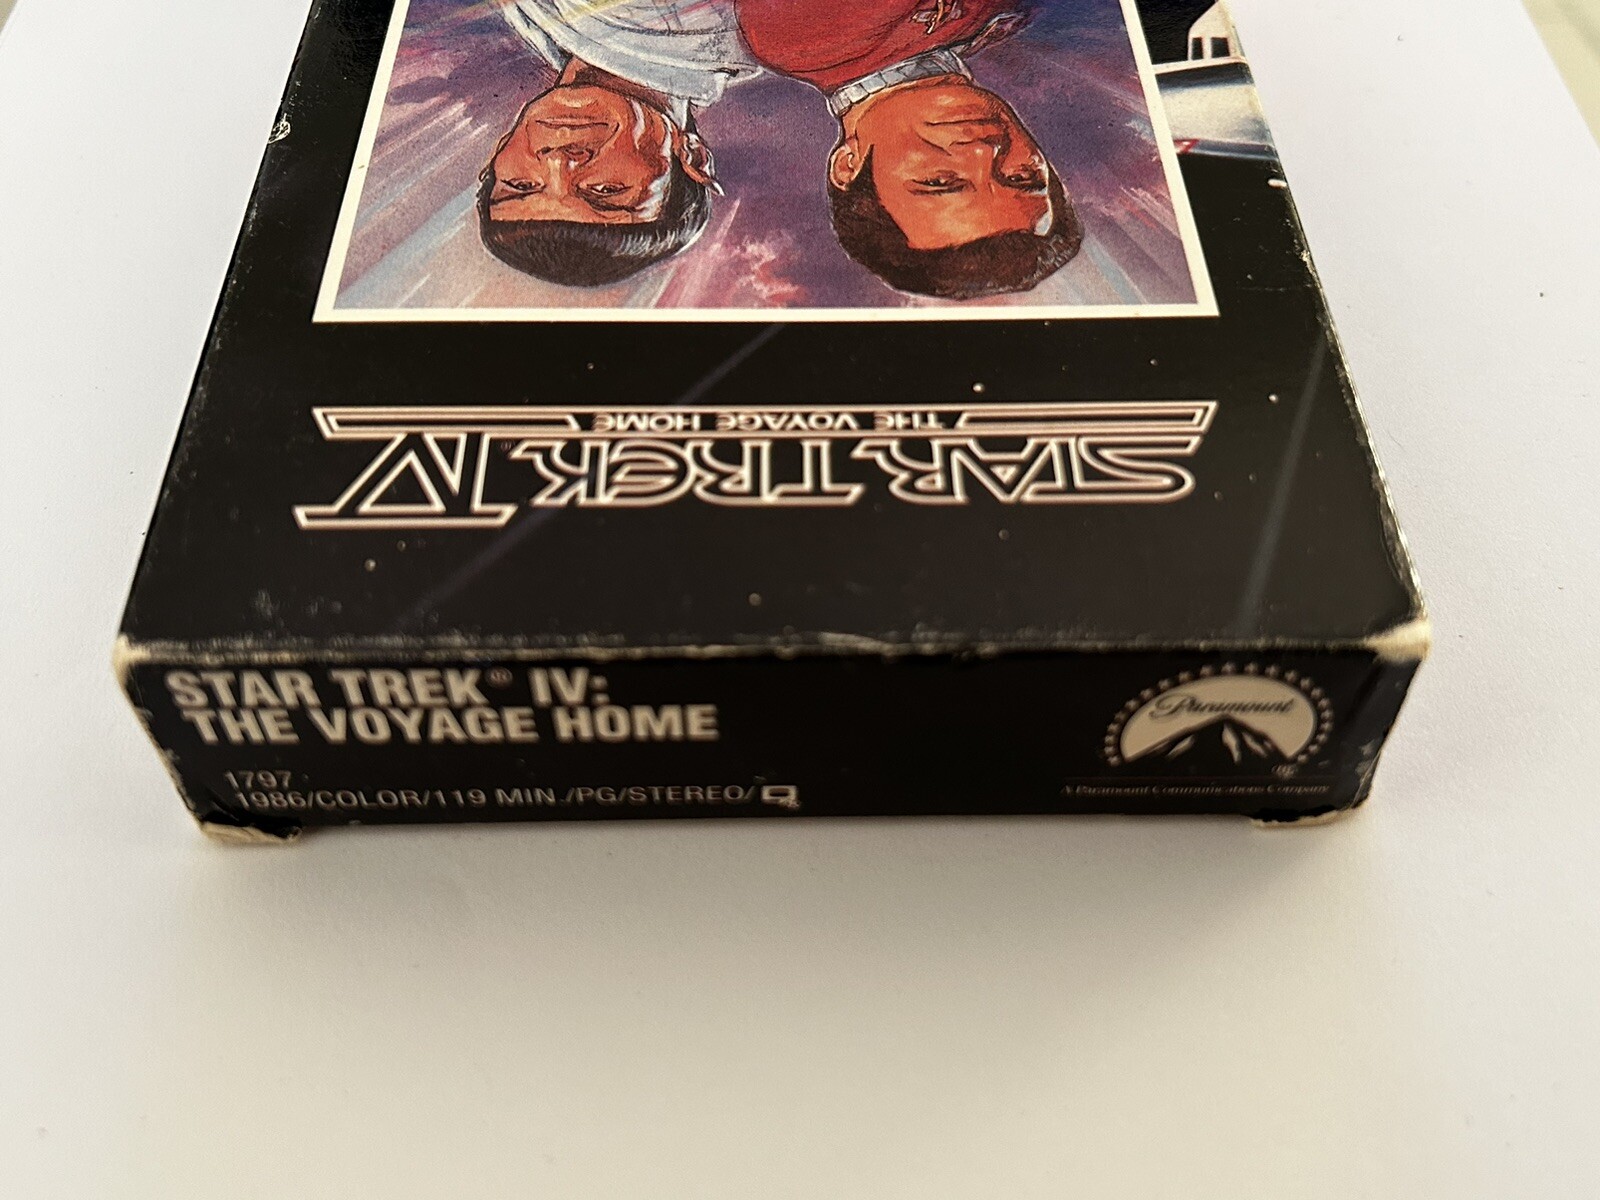 STAR TREK IV
THE VOYAGE HOME
STAR TREK® IV:
THE VOYAGE HOME
1797
1986/COLOR/119 MIN./PG/STEREO/
Paramount
A Paramount Communications Company